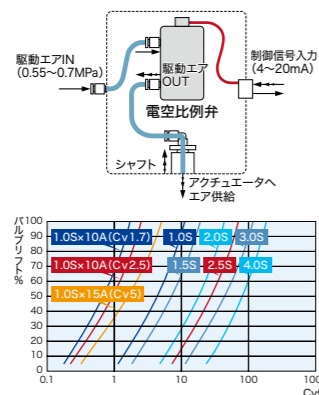 駆動エアIN
(0.55〜0.7MPa)
駆動エア
OUT
電空比例弁
制御信号入力
(4〜20mA)
シャフト
アクチュエータへ
エア供給
バルブリフト%
100
90
80
70
60
50
40
30
20
10
0
1.0S×10A(Cv1.7)
1.0S
2.0S
3.0S
1.0S×10A(Cv2.5)
1.5S
2.5S
4.0S
1.0S×15A(Cv5)
0.1
1
10
100
1000